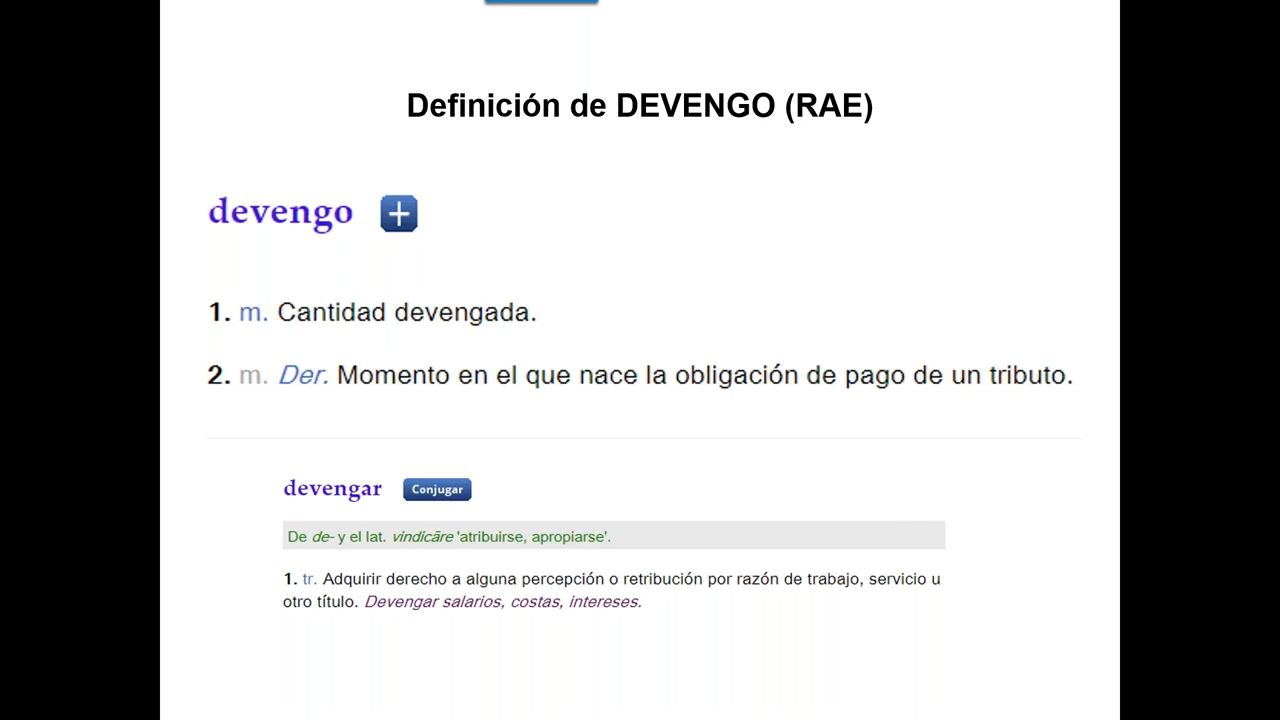 Definición de DEVENGO (RAE)
devengo +
1. m. Cantidad devengada.
2. m. Der. Momento en el que nace la obligación de pago de un tributo.
devengar Conjugar
De de- y el lat. vindicāre 'atribuirse, apropiarse'.
1. tr. Adquirir derecho a alguna percepción o retribución por razón de trabajo, servicio u
otro título. Devengar salarios, costas, intereses.